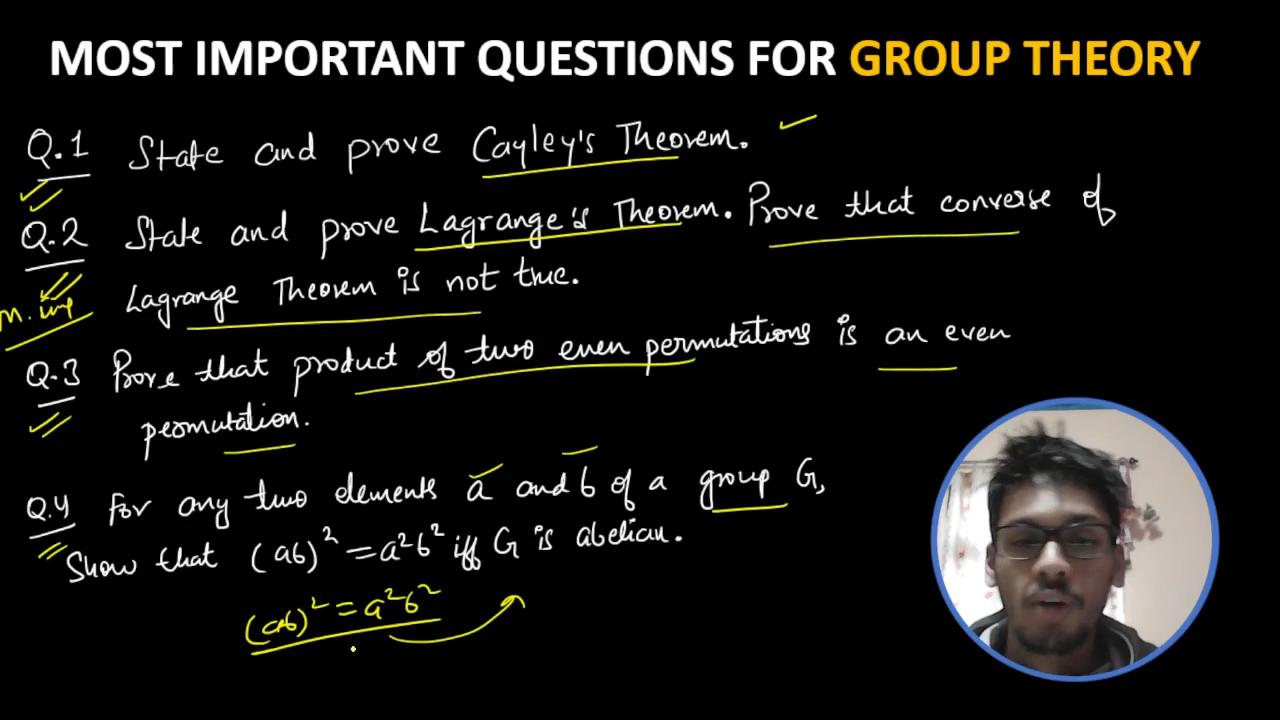 MOST IMPORTANT QUESTIONS FOR GROUP THEORY
Q.1 State and prove Cayley's Theorem.
Q.2 State and prove Lagrange's Theorem. Prove that converse of
m. imp Lagrange Theorem is not true.
Q.3 Prove that product of two even permutations is an even
permutation.
Q.4 For any two elements a and b of a group G,
Show that (ab)² = a²b² iff G is abelian.
(ab)² = a²b²